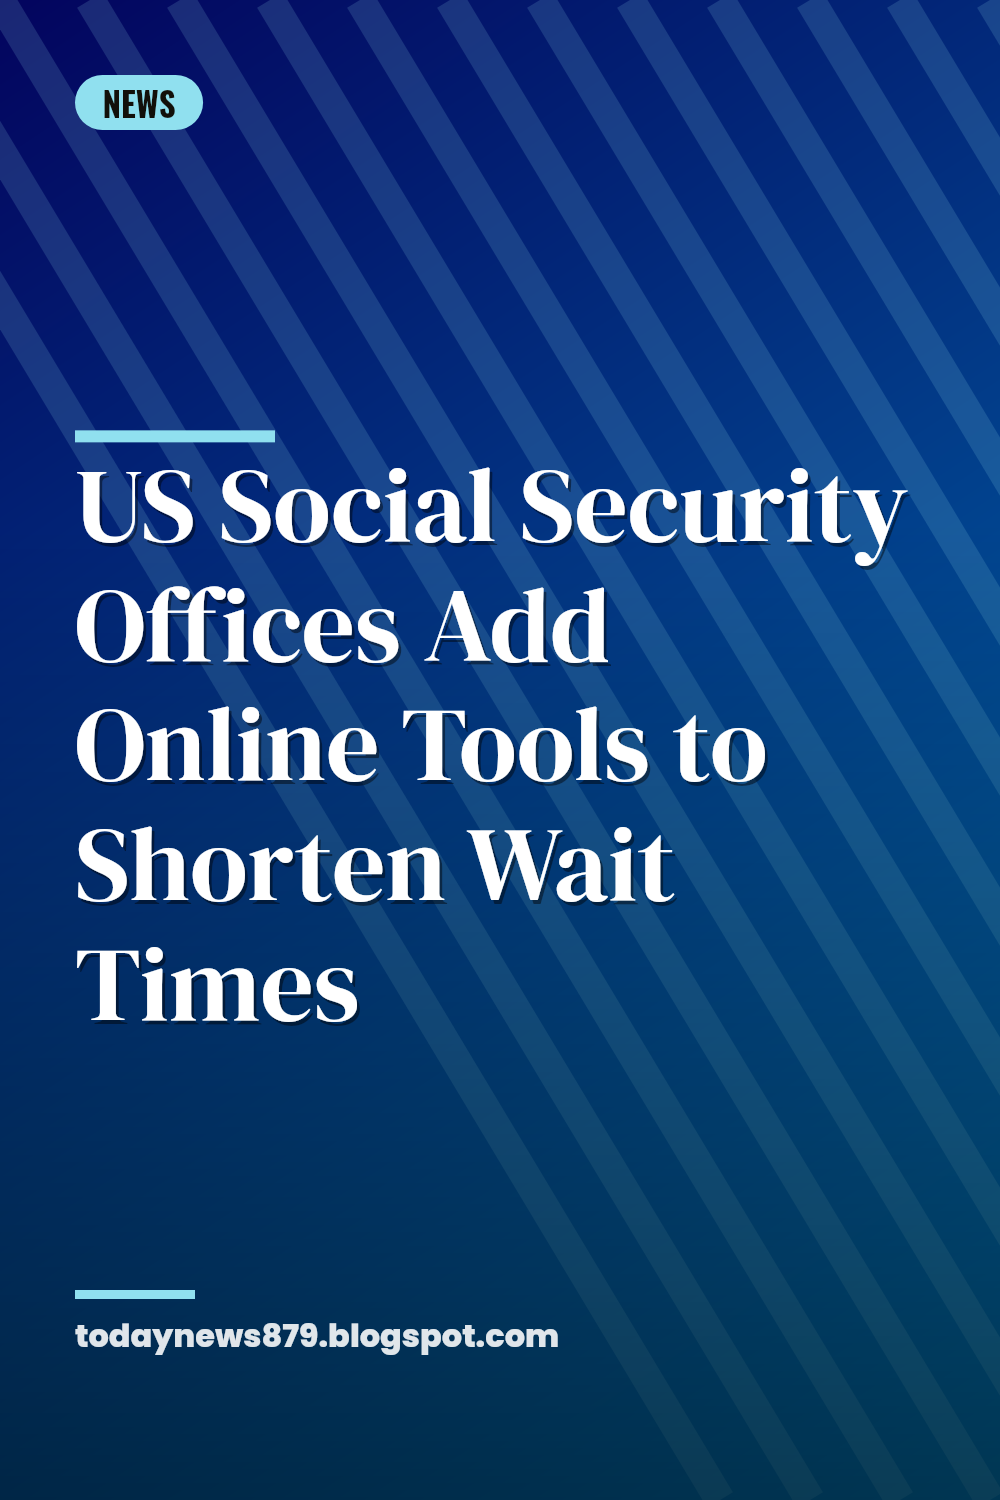 NEWS
US Social Security
Offices Add
Online Tools to
Shorten Wait
Times
todaynews879.blogspot.com